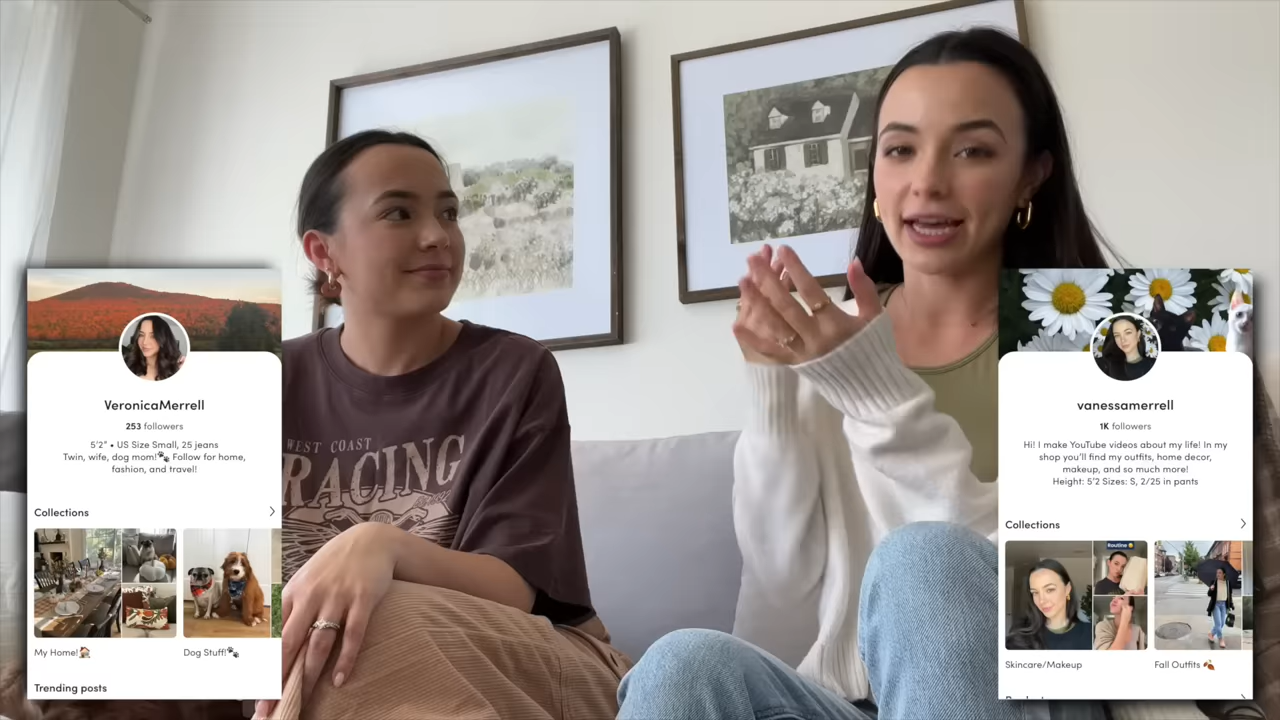 VeronicaMerrell
253 followers
5'2" • US Size Small, 25 jeans
Twin, wife, dog mom!🐾 Follow for home,
fashion, and travel!
Collections
My Home!🏠
Dog Stuff!🐾
Trending posts
WEST COAST
RACING
vanessamerrell
1K followers
Hi! I make YouTube videos about my life! In my
shop you'll find my outfits, home decor,
makeup, and so much more!
Height: 5'2 Sizes: S, 2/25 in pants
Collections
Routine
Skincare/Makeup
Fall Outfits 🍂